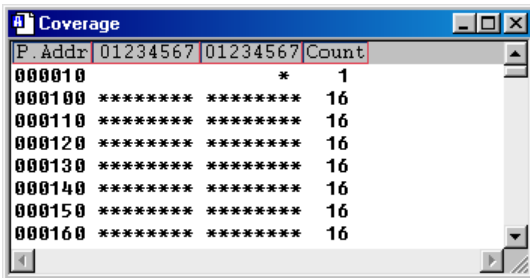 Coverage
P.Addr 01234567 01234567 Count
000010 * 1
000100 ******** ******** 16
000110 ******** ******** 16
000120 ******** ******** 16
000130 ******** ******** 16
000140 ******** ******** 16
000150 ******** ******** 16
000160 ******** ******** 16